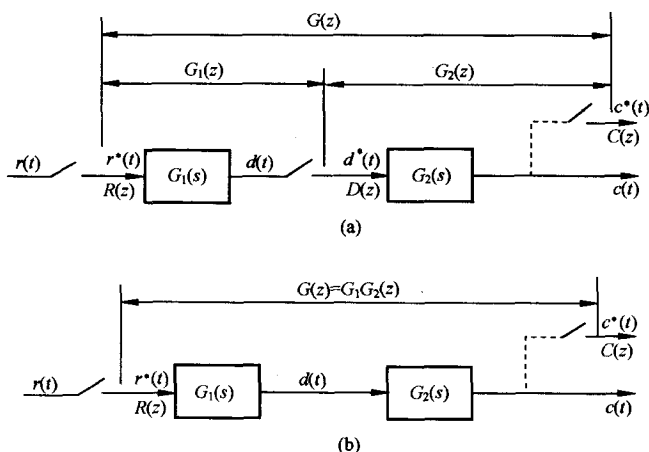 G(z)
G₁(z) G₂(z)
c*(t)
r(t) r*(t) G₁(s) d(t) d*(t) G₂(s) C(z)
R(z) D(z) c(t)
(a)
G(z)=G₁G₂(z)
c*(t)
r(t) r*(t) G₁(s) d(t) G₂(s) C(z)
R(z) c(t)
(b)